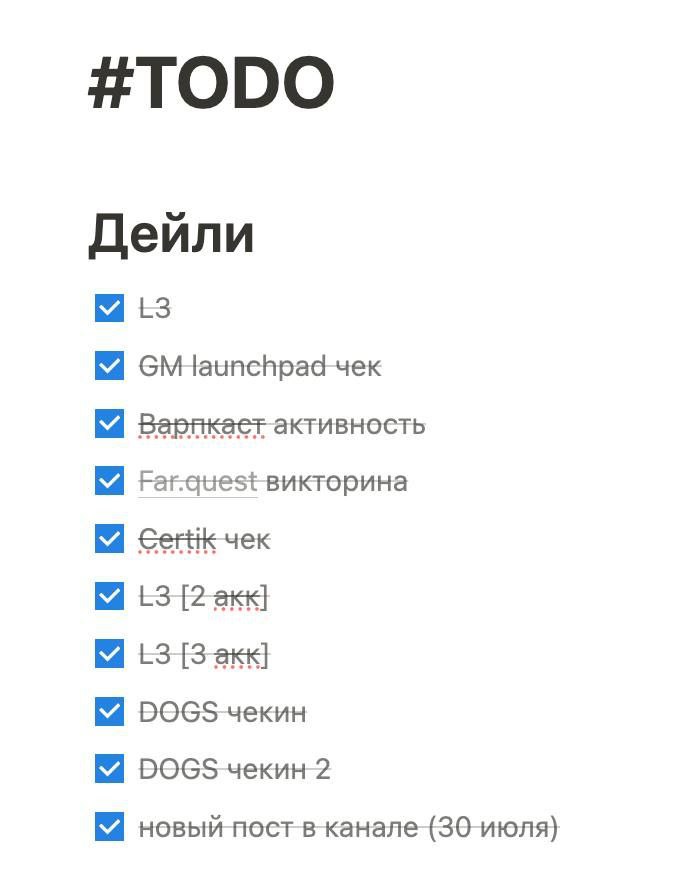 #TODO
Дейли
L3
GM launchpad чек
Варпкаст активность
Far.quest викторина
Certik чек
L3 [2 акк]
L3 [3 акк]
DOGS чекин
DOGS чекин 2
новый пост в канале (30 июля)